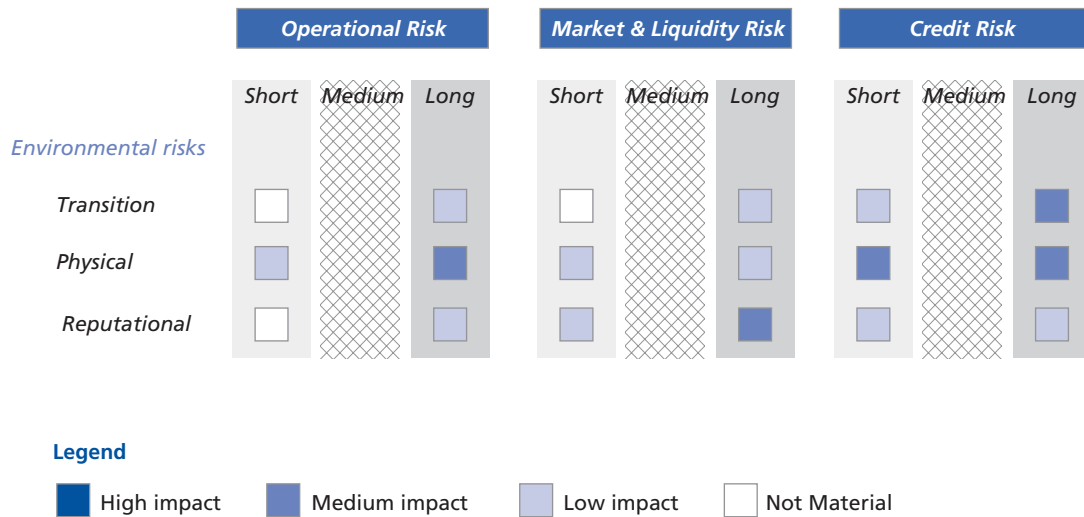 Operational Risk Market & Liquidity Risk Credit Risk
Short Medium Long Short Medium Long Short Medium Long
Environmental risks
Transition
Physical
Reputational
Legend
High impact Medium impact Low impact Not Material